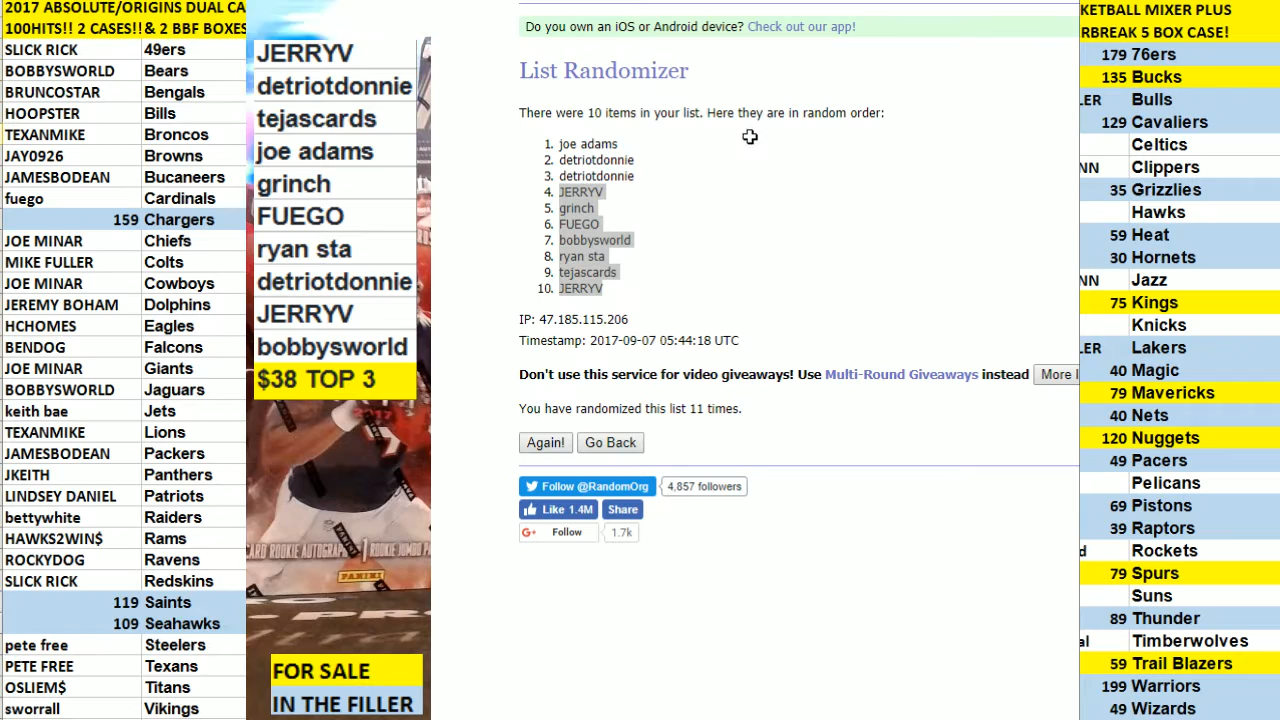 2017 ABSOLUTE/ORIGINS DUAL CA
100HITS!! 2 CASES!!& 2 BBF BOXES
SLICK RICK 49ers
BOBBYSWORLD Bears
BRUNCOSTAR Bengals
HOOPSTER Bills
TEXANMIKE Broncos
JAY0926 Browns
JAMESBODEAN Bucaneers
fuego Cardinals
159 Chargers
JOE MINAR Chiefs
MIKE FULLER Colts
JOE MINAR Cowboys
JEREMY BOHAM Dolphins
HCHOMES Eagles
BENDOG Falcons
JOE MINAR Giants
BOBBYSWORLD Jaguars
keith bae Jets
TEXANMIKE Lions
JAMESBODEAN Packers
JKEITH Panthers
LINDSEY DANIEL Patriots
bettywhite Raiders
HAWKS2WIN$ Rams
ROCKYDOG Ravens
SLICK RICK Redskins
119 Saints
109 Seahawks
pete free Steelers
PETE FREE Texans
OSLIEM$ Titans
sworrall Vikings
JERRYV
detriotdonnie
tejascards
joe adams
grinch
FUEGO
ryan sta
detriotdonnie
JERRYV
bobbysworld
$38 TOP 3
CARD ROOKIE AUTOGRAPH 1 ROOKIE JUMBO
PANINI
FOR SALE
IN THE FILLER
Do you own an iOS or Android device? Check out our app!
List Randomizer
There were 10 items in your list. Here they are in random order:
1. joe adams
2. detriotdonnie
3. detriotdonnie
4. JERRYV
5. grinch
6. FUEGO
7. bobbysworld
8. ryan sta
9. tejascards
10. JERRYV
IP: 47.185.115.206
Timestamp: 2017-09-07 05:44:18 UTC
Don't use this service for video giveaways! Use Multi-Round Giveaways instead More I
You have randomized this list 11 times.
Again! Go Back
Follow @RandomOrg 4,857 followers
Like 1.4M Share
G+ Follow 1.7k
KETBALL MIXER PLUS
RBREAK 5 BOX CASE!
179 76ers
135 Bucks
LER Bulls
129 Cavaliers
Celtics
NN Clippers
35 Grizzlies
Hawks
59 Heat
30 Hornets
NN Jazz
75 Kings
Knicks
LER Lakers
40 Magic
79 Mavericks
40 Nets
120 Nuggets
49 Pacers
Pelicans
69 Pistons
39 Raptors
d Rockets
79 Spurs
Suns
89 Thunder
al Timberwolves
59 Trail Blazers
199 Warriors
49 Wizards